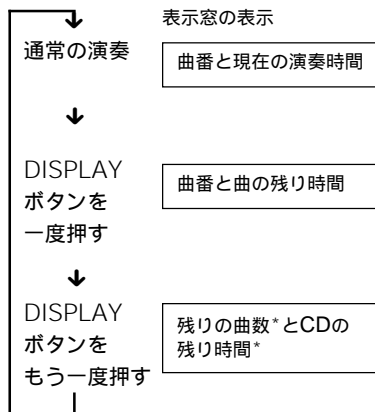 表示窓の表示
通常の演奏
曲番と現在の演奏時間
DISPLAY
ボタンを
一度押す
曲番と曲の残り時間
DISPLAY
ボタンを
もう一度押す
残りの曲数*とCDの
残り時間*